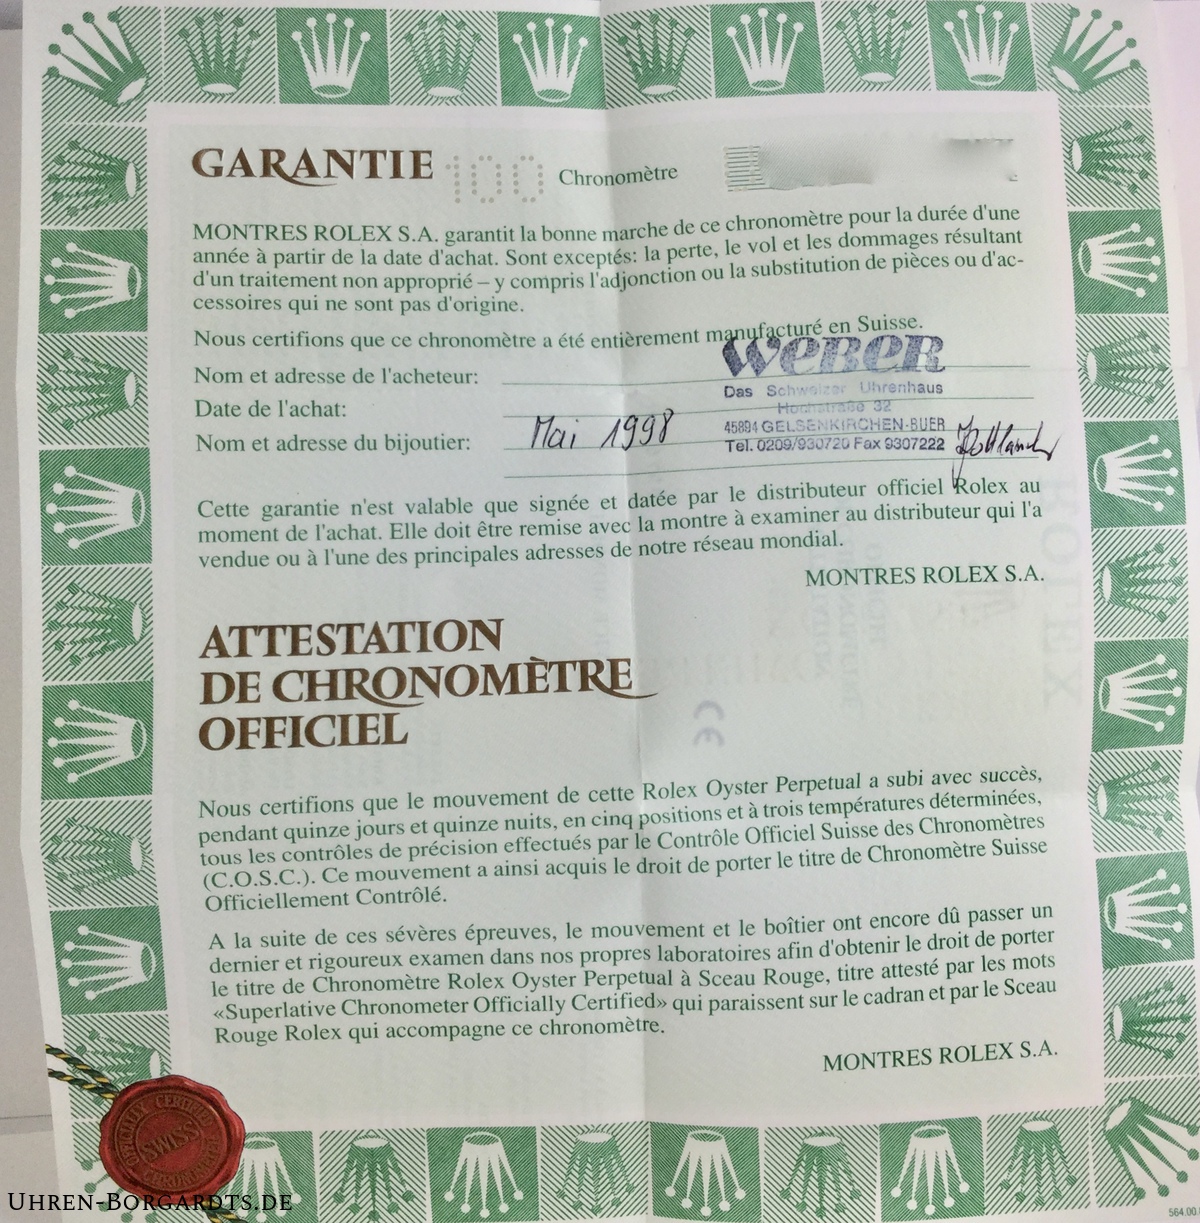 GARANTIE 100 Chronomètre
MONTRES ROLEX S.A. garantit la bonne marche de ce chronomètre pour la durée d'une
année à partir de la date d'achat. Sont exceptés: la perte, le vol et les dommages résultant
d'un traitement non approprié – y compris l'adjonction ou la substitution de pièces ou d'ac-
cessoires qui ne sont pas d'origine.
Nous certifions que ce chronomètre a été entièrement manufacturé en Suisse.
WEBER
Nom et adresse de l'acheteur:
Das Schweizer Uhrenhaus
Date de l'achat:
Hochstraße 32
Mai 1998
45894 GELSENKIRCHEN-BUER
Nom et adresse du bijoutier:
Tel. 0209/930720 Fax 9307222
Cette garantie n'est valable que signée et datée par le distributeur officiel Rolex au
moment de l'achat. Elle doit être remise avec la montre à examiner au distributeur qui l'a
vendue ou à l'une des principales adresses de notre réseau mondial.
MONTRES ROLEX S.A.
ATTESTATION
DE CHRONOMÈTRE
OFFICIEL
Nous certifions que le mouvement de cette Rolex Oyster Perpetual a subi avec succès,
pendant quinze jours et quinze nuits, en cinq positions et à trois températures déterminées,
tous les contrôles de précision effectués par le Contrôle Officiel Suisse des Chronomètres
(C.O.S.C.). Ce mouvement a ainsi acquis le droit de porter le titre de Chronomètre Suisse
Officiellement Contrôlé.
A la suite de ces sévères épreuves, le mouvement et le boîtier ont encore dû passer un
dernier et rigoureux examen dans nos propres laboratoires afin d'obtenir le droit de porter
le titre de Chronomètre Rolex Oyster Perpetual à Sceau Rouge, titre attesté par les mots
«Superlative Chronometer Officially Certified» qui paraissent sur le cadran et par le Sceau
Rouge Rolex qui accompagne ce chronomètre.
MONTRES ROLEX S.A.
OFFICIALLY CERTIFIED
SWISS
CHRONOMETER
UHREN-BORGARDTS.DE
564.00